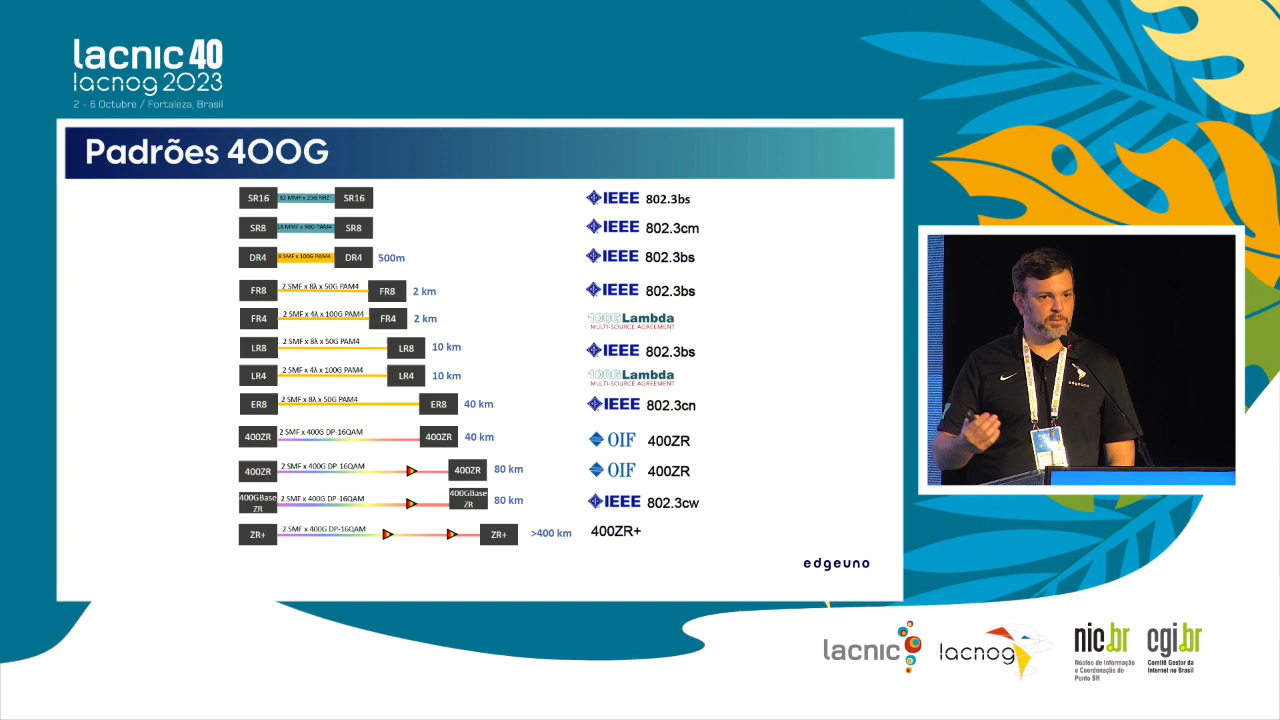 lacnic 40
lacnog 2023
2 - 6 Octubre / Fortaleza, Brasil
Padrões 400G
SR16 32 MMF x 25G NRZ SR16 IEEE 802.3bs
SR8 16 MMF x 50G PAM4 SR8 IEEE 802.3cm
DR4 8 SMF x 100G PAM4 DR4 500m IEEE 802.3bs
FR8 2 SMF x 8λ x 50G PAM4 FR8 2 km IEEE 802.3bs
FR4 2 SMF x 4λ x 100G PAM4 FR4 2 km 100G Lambda
MULTI-SOURCE AGREEMENT
LR8 2 SMF x 8λ x 50G PAM4 LR8 10 km IEEE 802.3bs
LR4 2 SMF x 4λ x 100G PAM4 LR4 10 km 100G Lambda
MULTI-SOURCE AGREEMENT
ER8 2 SMF x 8λ x 50G PAM4 ER8 40 km IEEE 802.3cn
400ZR 2 SMF x 400G DP-16QAM 400ZR 40 km OIF 400ZR
400ZR 2 SMF x 400G DP-16QAM 400ZR 80 km OIF 400ZR
400GBase ZR 2 SMF x 400G DP-16QAM 400GBase ZR 80 km IEEE 802.3cw
ZR+ 2 SMF x 400G DP-16QAM ZR+ >400 km 400ZR+
edgeuno
edgeuno
lacnic
lacnog
nic.br
Núcleo de Informação
e Coordenação do
Ponto BR
cgi.br
Comitê Gestor da
Internet no Brasil